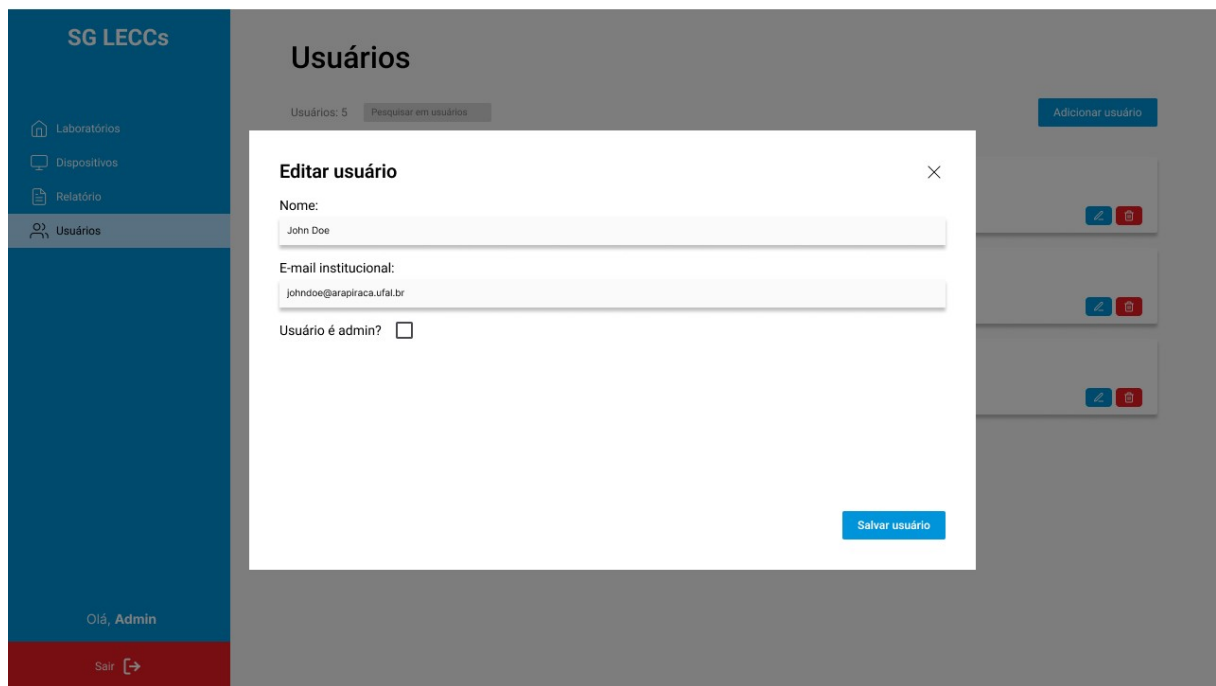 SG LECCs
Laboratórios
Dispositivos
Relatório
Usuários
Olá, Admin
Sair
Usuários
Usuários: 5 Pesquisar em usuários Adicionar usuário
Editar usuário
Nome:
John Doe
E-mail institucional:
johndoe@arapiraca.ufal.br
Usuário é admin?
Salvar usuário